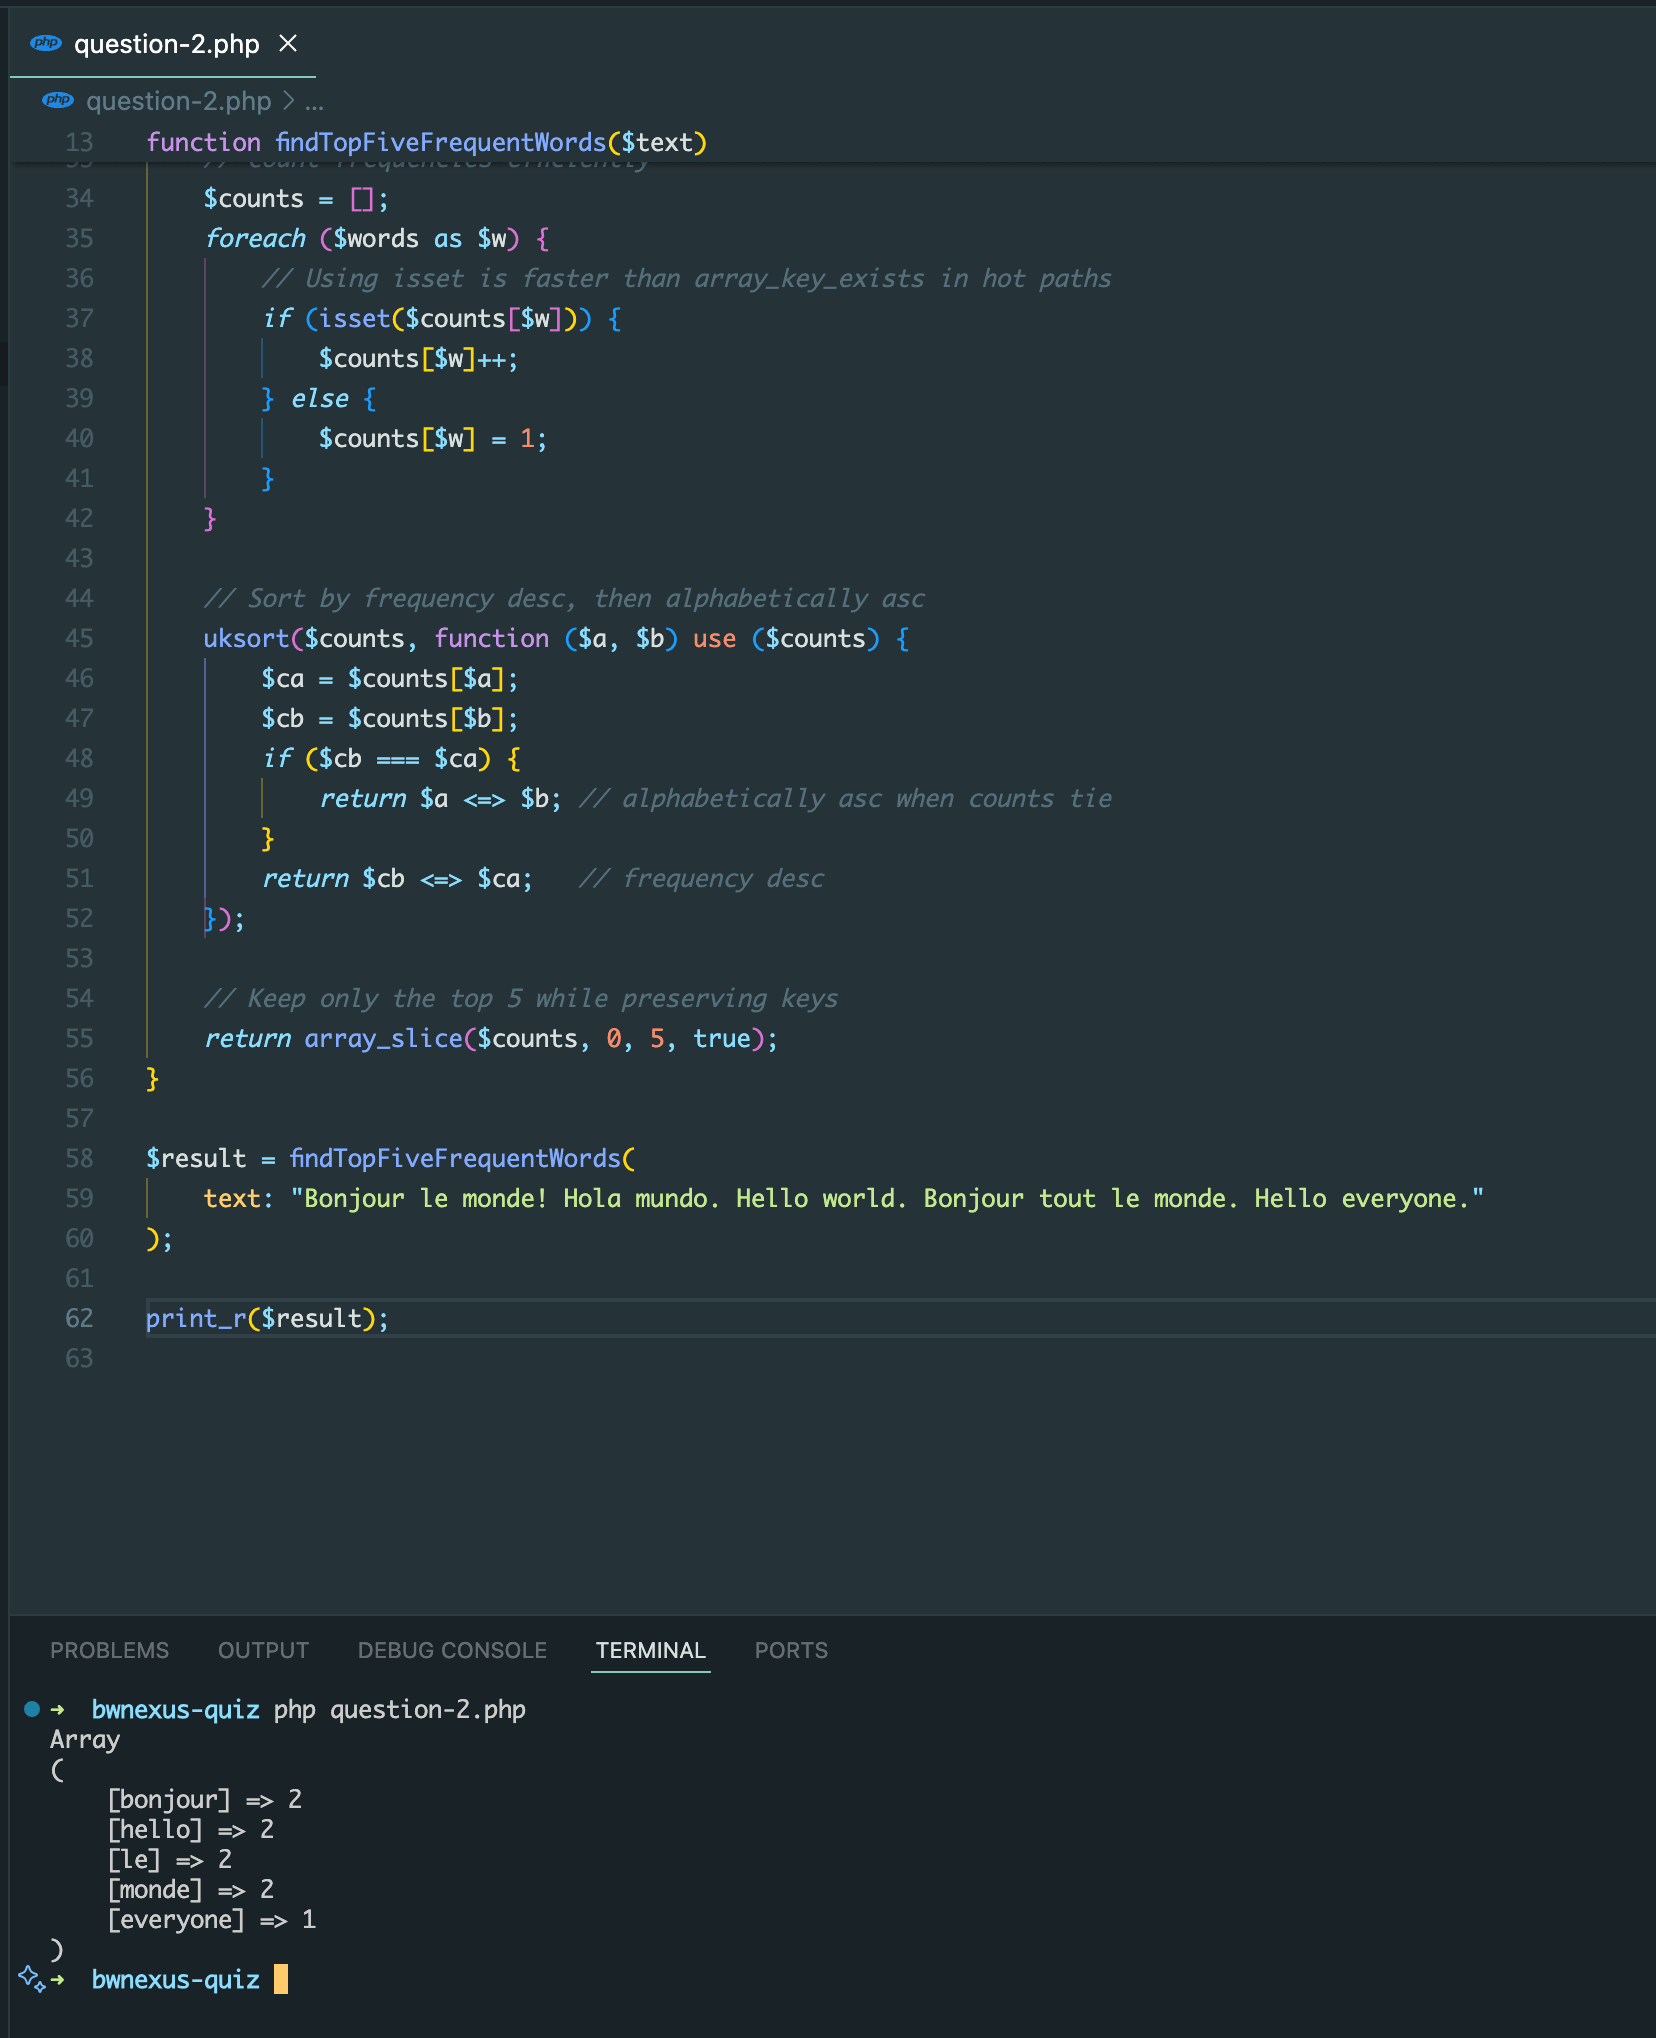 php question-2.php ×
php question-2.php > ...
13 function findTopFiveFrequentWords($text)
33 // Count frequencies efficiently
34     $counts = [];
35     foreach ($words as $w) {
36         // Using isset is faster than array_key_exists in hot paths
37         if (isset($counts[$w])) {
38             $counts[$w]++;
39         } else {
40             $counts[$w] = 1;
41         }
42     }
43
44     // Sort by frequency desc, then alphabetically asc
45     uksort($counts, function ($a, $b) use ($counts) {
46         $ca = $counts[$a];
47         $cb = $counts[$b];
48         if ($cb === $ca) {
49             return $a <=> $b; // alphabetically asc when counts tie
50         }
51         return $cb <=> $ca;   // frequency desc
52     });
53
54     // Keep only the top 5 while preserving keys
55     return array_slice($counts, 0, 5, true);
56 }
57
58 $result = findTopFiveFrequentWords(
59     text: "Bonjour le monde! Hola mundo. Hello world. Bonjour tout le monde. Hello everyone."
60 );
61
62 print_r($result);
63
PROBLEMS OUTPUT DEBUG CONSOLE TERMINAL PORTS
➜ bwnexus-quiz php question-2.php
Array
(
    [bonjour] => 2
    [hello] => 2
    [le] => 2
    [monde] => 2
    [everyone] => 1
)
➜ bwnexus-quiz